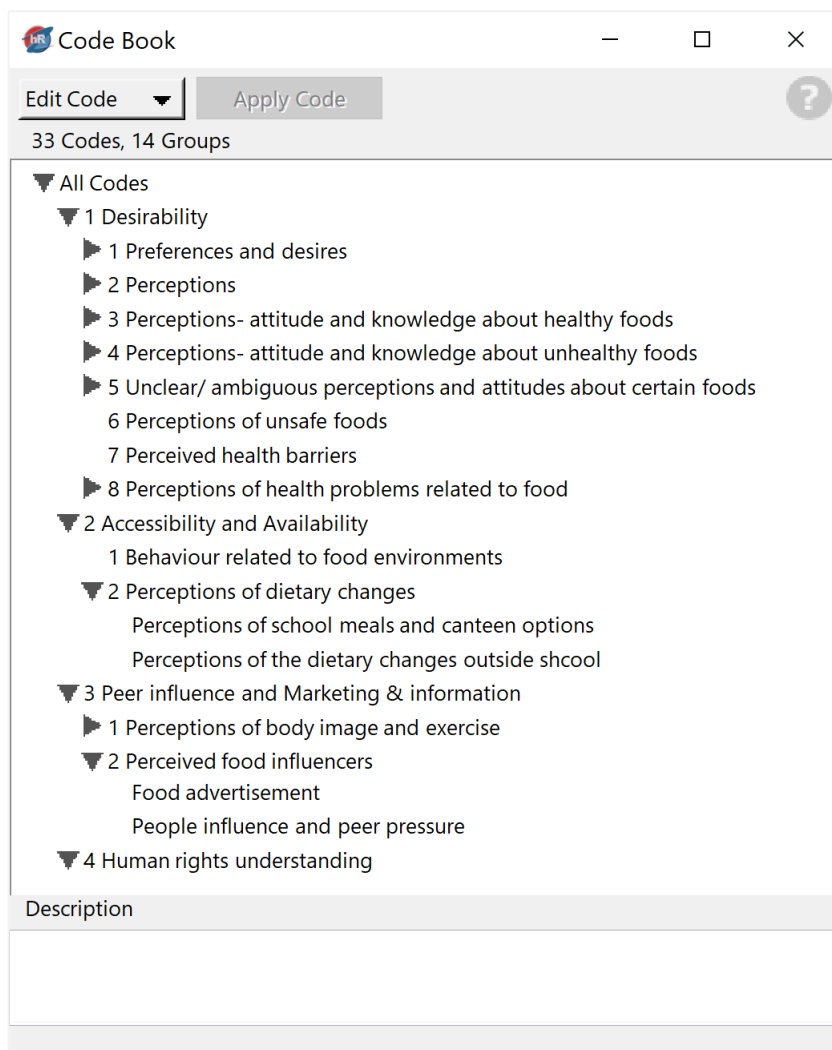 hR Code Book
Edit Code Apply Code ?
33 Codes, 14 Groups
All Codes
1 Desirability
1 Preferences and desires
2 Perceptions
3 Perceptions- attitude and knowledge about healthy foods
4 Perceptions- attitude and knowledge about unhealthy foods
5 Unclear/ ambiguous perceptions and attitudes about certain foods
6 Perceptions of unsafe foods
7 Perceived health barriers
8 Perceptions of health problems related to food
2 Accessibility and Availability
1 Behaviour related to food environments
2 Perceptions of dietary changes
Perceptions of school meals and canteen options
Perceptions of the dietary changes outside shcool
3 Peer influence and Marketing & information
1 Perceptions of body image and exercise
2 Perceived food influencers
Food advertisement
People influence and peer pressure
4 Human rights understanding
Description